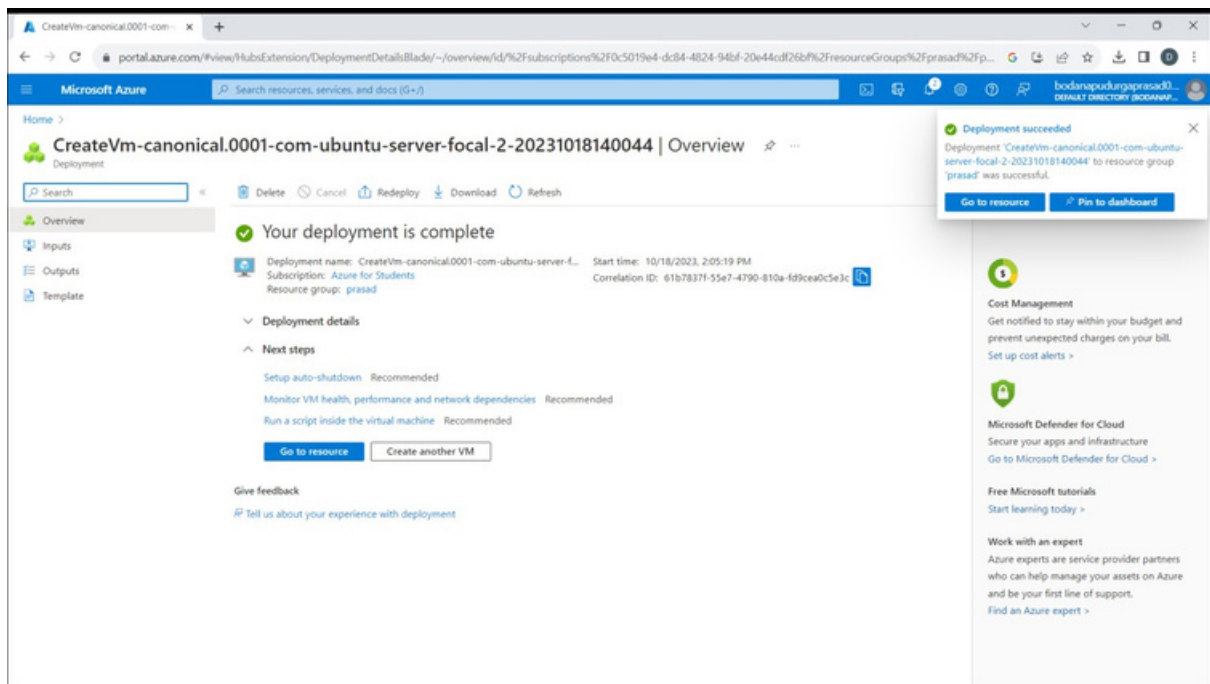 CreateVm-canonical.0001-com-
portal.azure.com/#view/HubsExtension/DeploymentDetailsBlade/~/overview/id/%2Fsubscriptions%2F0c5019e4-dc84-4824-94bf-20e44cdf26bf%2FresourceGroups%2Fprasad%2Fp...
Microsoft Azure
Search resources, services, and docs (G+/)
bodanapudurgaprasad0...
DEFAULT DIRECTORY (BODANAP...
Home >
CreateVm-canonical.0001-com-ubuntu-server-focal-2-20231018140044 | Overview
Deployment
Deployment succeeded
Deployment 'CreateVm-canonical.0001-com-ubuntu-
server-focal-2-20231018140044' to resource group
'prasad' was successful.
Go to resource
Pin to dashboard
Search
Delete
Cancel
Redeploy
Download
Refresh
Overview
Inputs
Outputs
Template
Your deployment is complete
Deployment name: CreateVm-canonical.0001-com-ubuntu-server-f...
Subscription: Azure for Students
Resource group: prasad
Start time: 10/18/2023, 2:05:19 PM
Correlation ID: 61b7837f-55e7-4790-810a-fd9cea0c5e3c
Deployment details
Next steps
Setup auto-shutdown Recommended
Monitor VM health, performance and network dependencies Recommended
Run a script inside the virtual machine Recommended
Go to resource
Create another VM
Give feedback
Tell us about your experience with deployment
Cost Management
Get notified to stay within your budget and
prevent unexpected charges on your bill.
Set up cost alerts >
Microsoft Defender for Cloud
Secure your apps and infrastructure
Go to Microsoft Defender for Cloud >
Free Microsoft tutorials
Start learning today >
Work with an expert
Azure experts are service provider partners
who can help manage your assets on Azure
and be your first line of support.
Find an Azure expert >